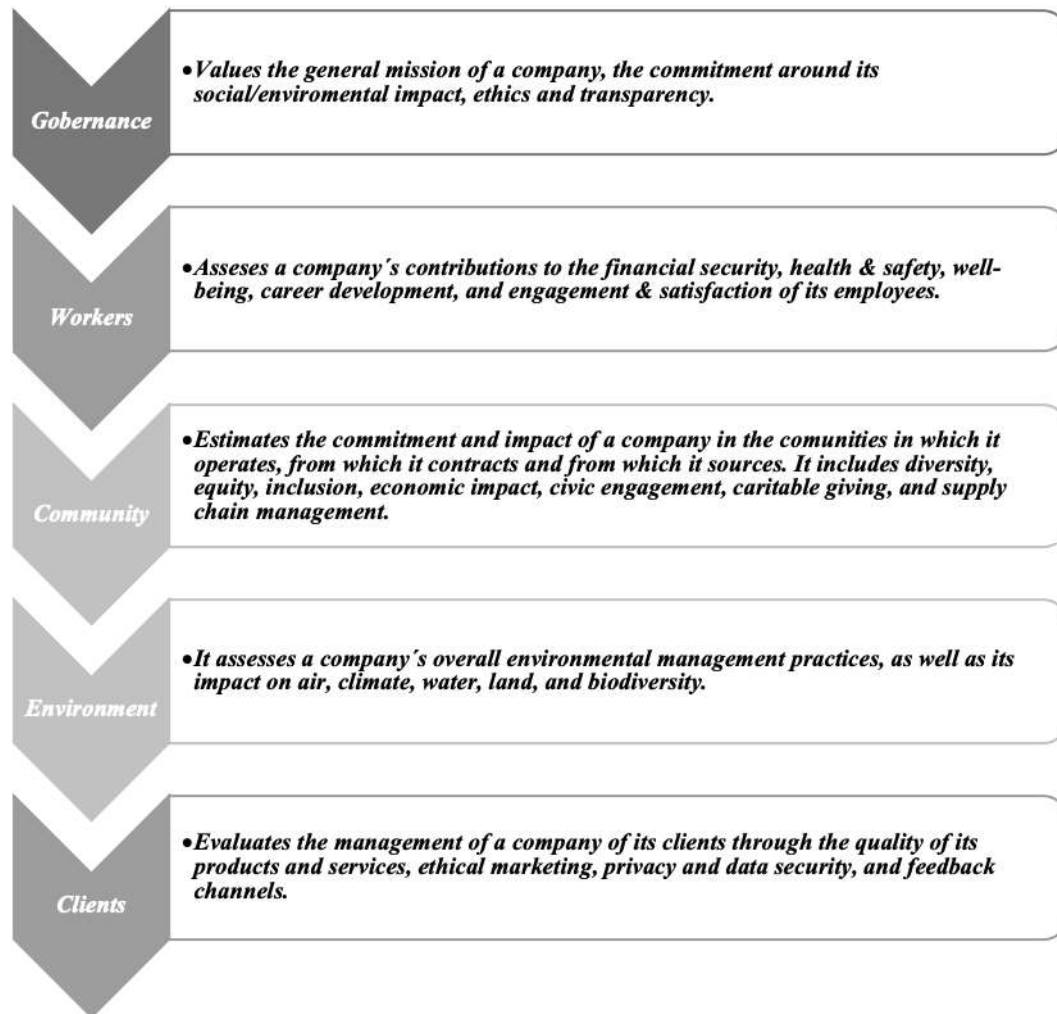 Gobernance
•Values the general mission of a company, the commitment around its
social/enviromental impact, ethics and transparency.
Workers
•Asseses a company´s contributions to the financial security, health & safety, well-
being, career development, and engagement & satisfaction of its employees.
Community
•Estimates the commitment and impact of a company in the comunities in which it
operates, from which it contracts and from which it sources. It includes diversity,
equity, inclusion, economic impact, civic engagement, caritable giving, and supply
chain management.
Environment
•It assesses a company´s overall environmental management practices, as well as its
impact on air, climate, water, land, and biodiversity.
Clients
•Evaluates the management of a company of its clients through the quality of its
products and services, ethical marketing, privacy and data security, and feedback
channels.